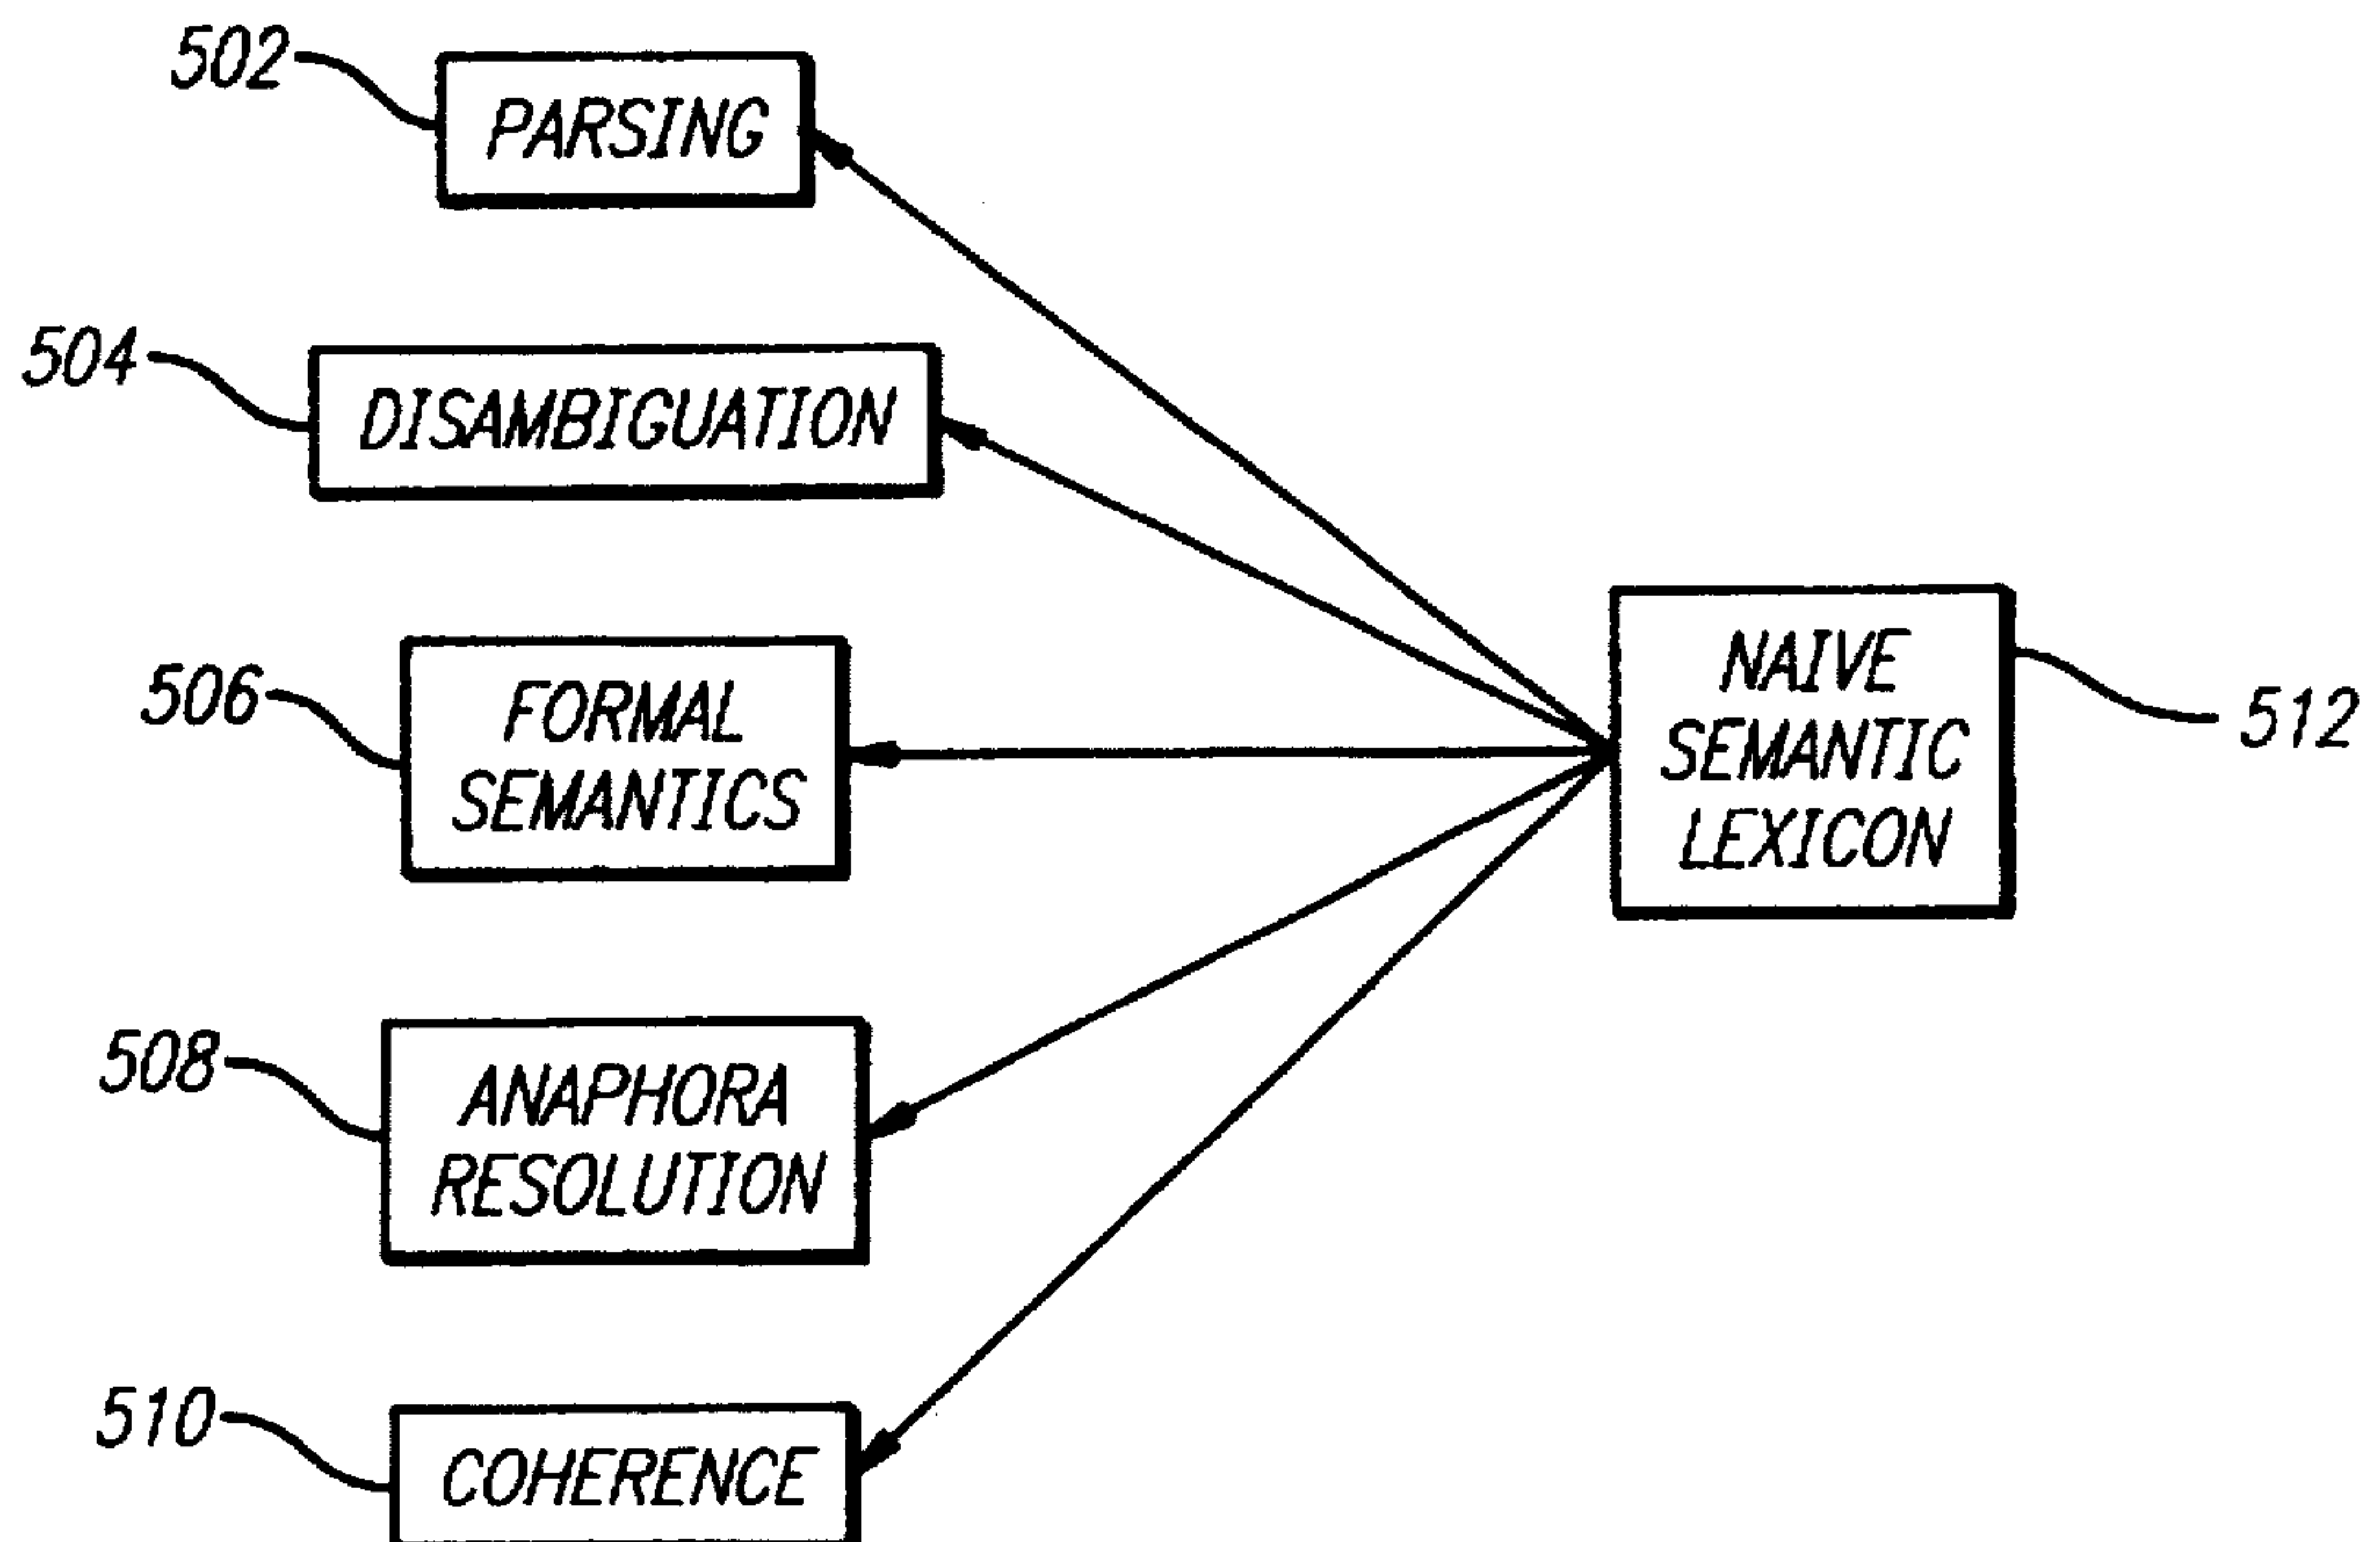 502
PARSING
504
DISAMBIGUATION
506
FORMAL
SEMANTICS
NAIVE
SEMANTIC
LEXICON
512
508
ANAPHORA
RESOLUTION
510
COHERENCE